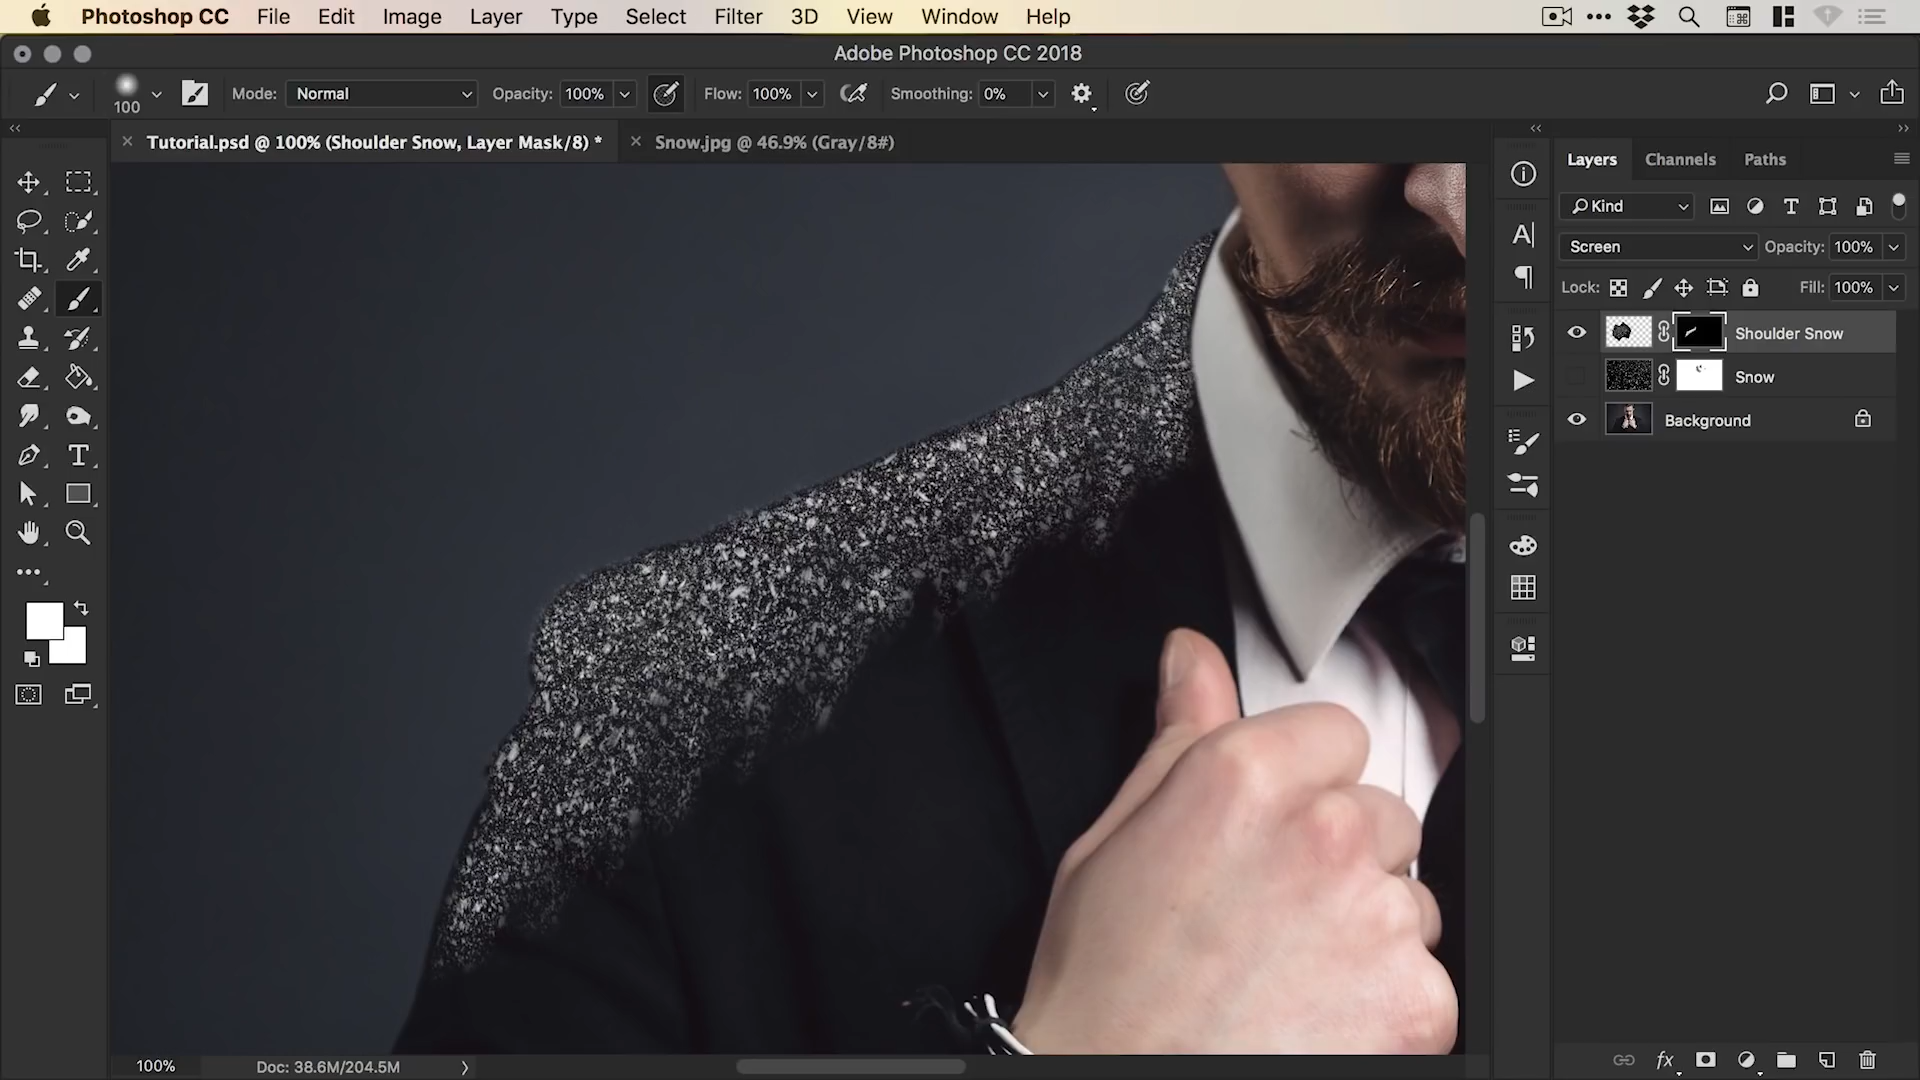 Photoshop CC File Edit Image Layer Type Select Filter 3D View Window Help
Adobe Photoshop CC 2018
100 Mode: Normal Opacity: 100% Flow: 100% Smoothing: 0%
Tutorial.psd @ 100% (Shoulder Snow, Layer Mask/8) * Snow.jpg @ 46.9% (Gray/8#)
Layers Channels Paths
Kind
Screen Opacity: 100%
Lock: Fill: 100%
Shoulder Snow
Snow
Background
100% Doc: 38.6M/204.5M